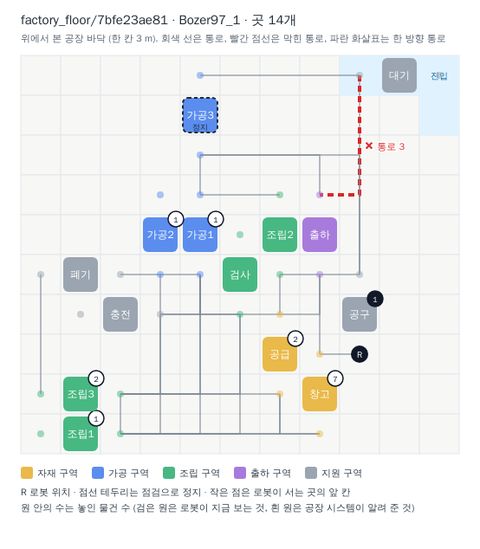 factory_floor/7bfe23ae81 · Bozer97_1 · 곳 14개
위에서 본 공장 바닥 (한 칸 3 m). 회색 선은 통로, 빨간 점선은 막힌 통로, 파란 화살표는 한 방향 통로
대기
가공3
정지
통로 3
1
1
가공2
가공1
조립2
출하
폐기
검사
충전
공구
1
공급
2
R
조립3
2
창고
7
조립1
1
자재 구역
가공 구역
조립 구역
출하 구역
지원 구역
R 로봇 위치 · 점선 테두리는 점검으로 정지 · 작은 점은 로봇이 서는 곳의 앞 칸
원 안의 수는 놓인 물건 수 (검은 원은 로봇이 지금 보는 것, 흰 원은 공장 시스템이 알려 준 것)